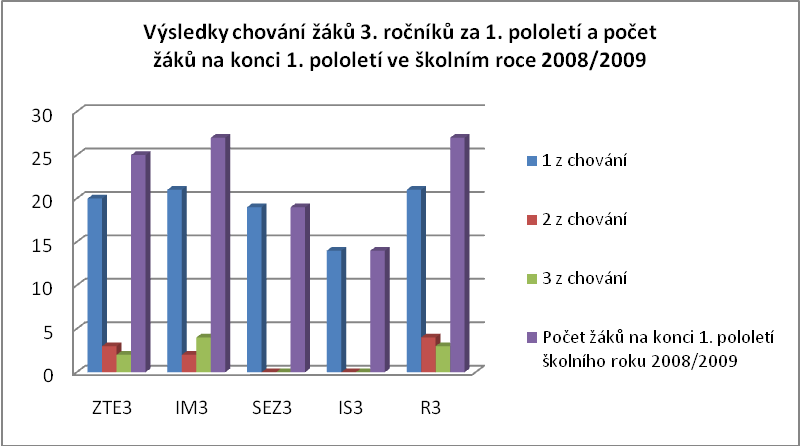 Výsledky chování žáků 3. ročníků za 1. pololetí a počet
žáků na konci 1. pololetí ve školním roce 2008/2009
30
25
20
15
10
5
0
ZTE3
IM3
SEZ3
IS3
R3
1 z chování
2 z chování
3 z chování
Počet žáků na konci 1. pololetí
školního roku 2008/2009